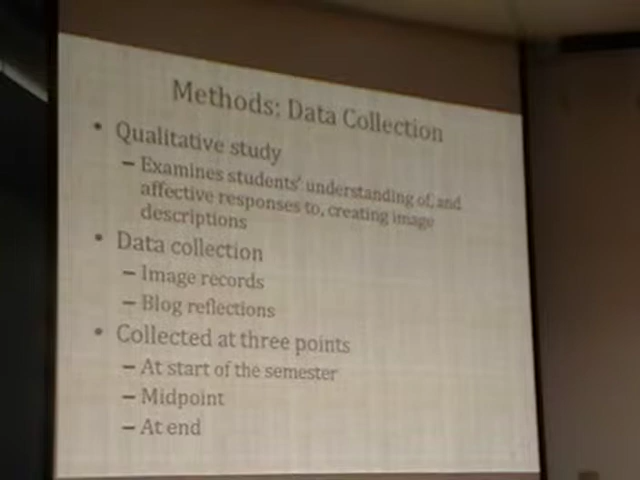 Methods: Data Collection
• Qualitative study
– Examines students' understanding of, and
affective responses to, creating image
descriptions
• Data collection
– Image records
– Blog reflections
• Collected at three points
– At start of the semester
– Midpoint
– At end